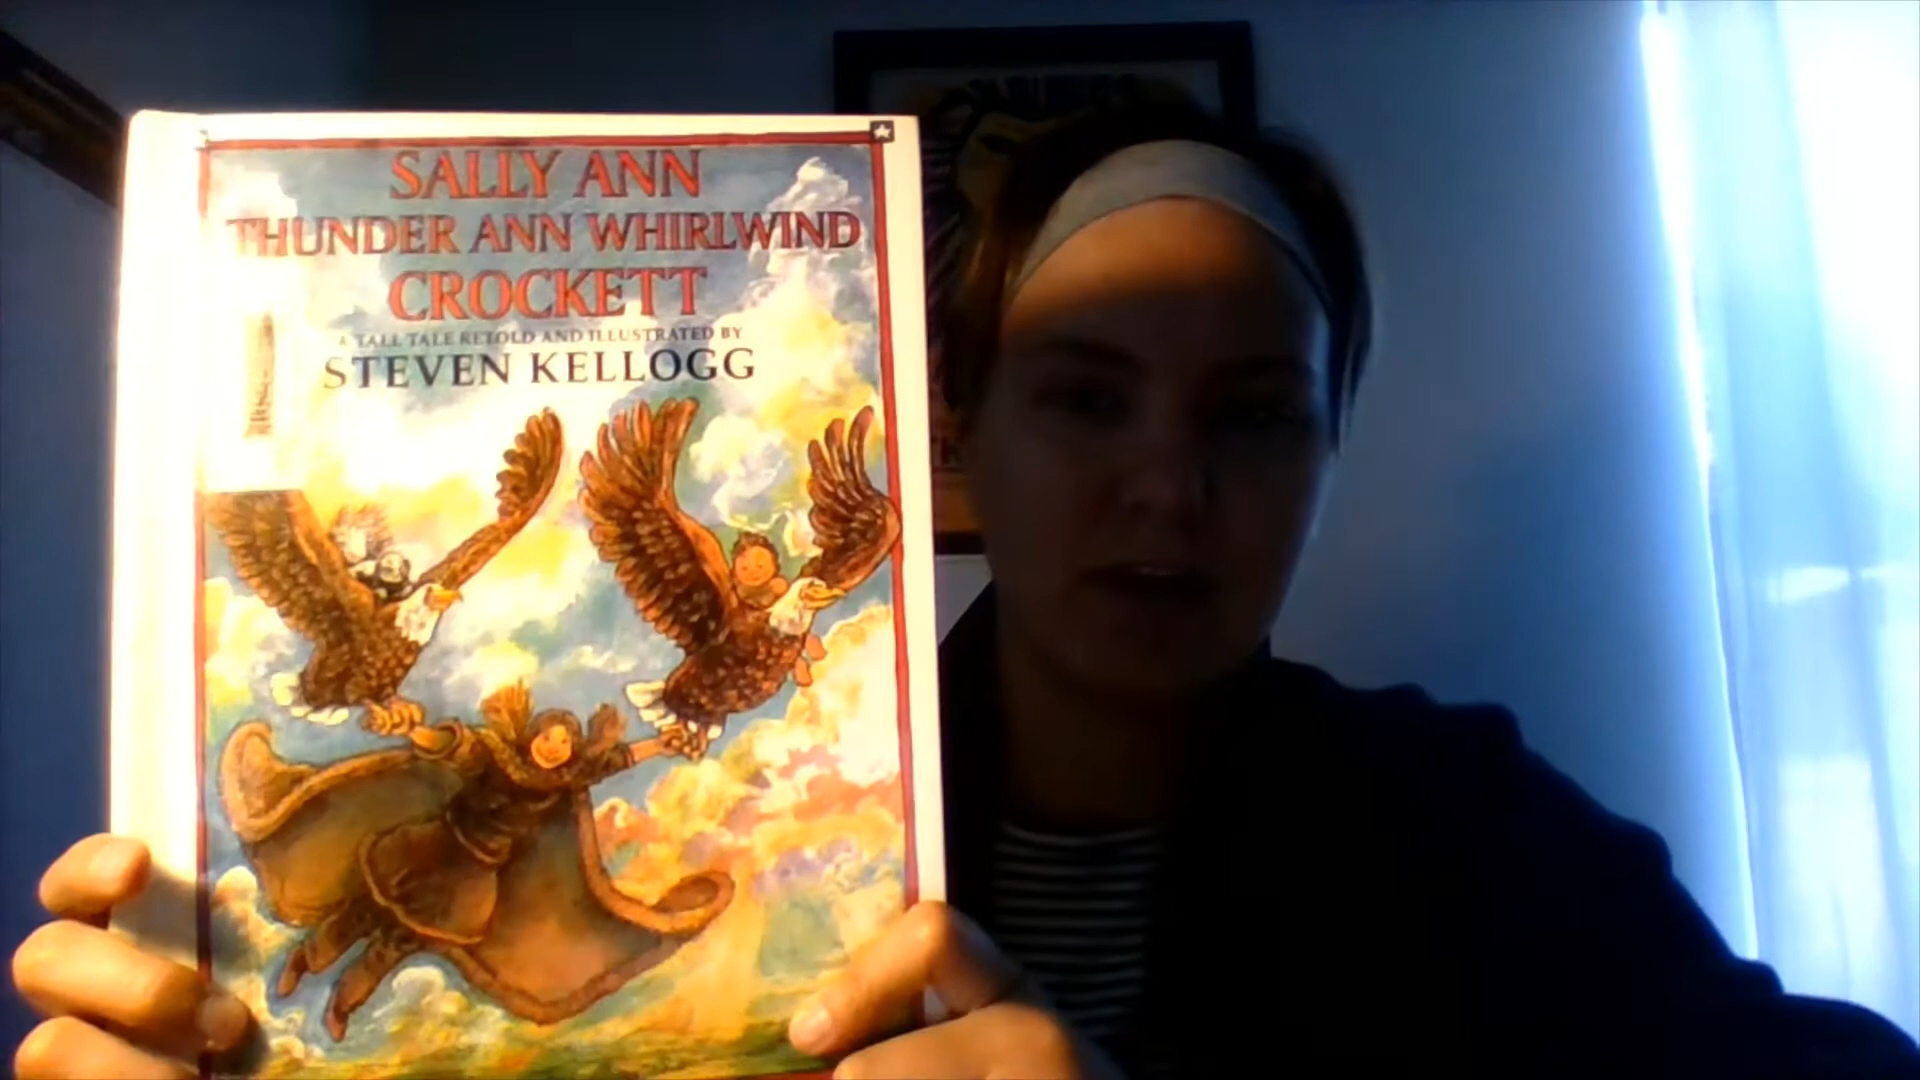 SALLY ANN
THUNDER ANN WHIRLWIND
CROCKETT
A TALL TALE RETOLD AND ILLUSTRATED BY
STEVEN KELLOGG